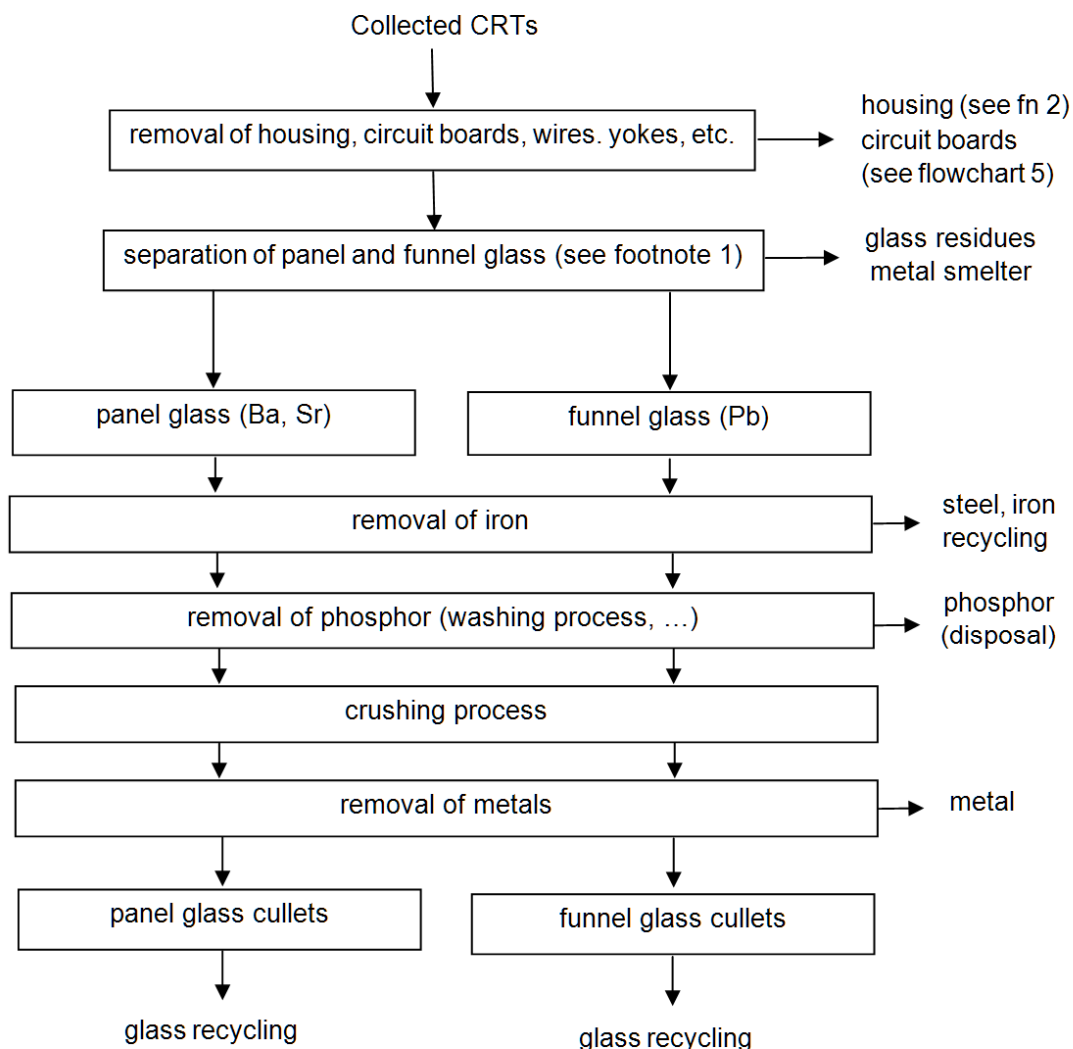 Collected CRTs
removal of housing, circuit boards, wires. yokes, etc.
housing (see fn 2)
circuit boards
(see flowchart 5)
separation of panel and funnel glass (see footnote 1)
glass residues
metal smelter
panel glass (Ba, Sr)
funnel glass (Pb)
removal of iron
steel, iron
recycling
removal of phosphor (washing process, …)
phosphor
(disposal)
crushing process
removal of metals
metal
panel glass cullets
funnel glass cullets
glass recycling
glass recycling